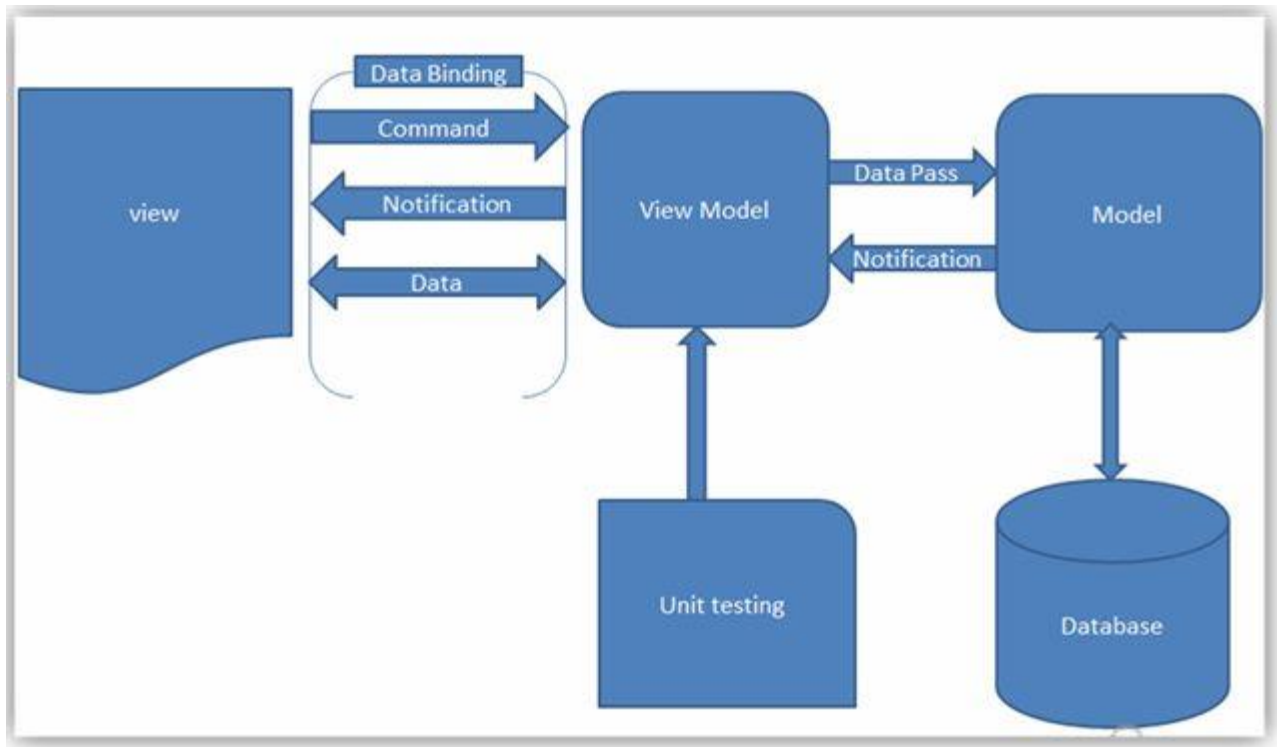 Data Binding
Command
Notification
Data
view
View Model
Data Pass
Notification
Model
Unit testing
Database